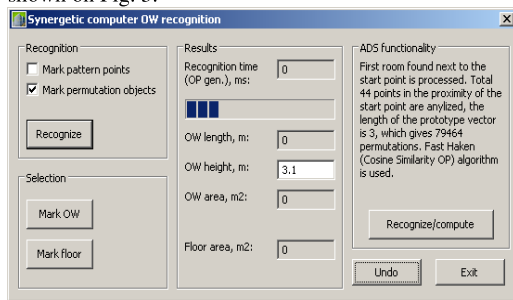 shown on Fig. 3.
Synergetic computer OW recognition
Recognition
Mark pattern points
Mark permutation objects
Recognize
Selection
Mark OW
Mark floor
Results
Recognition time
(OP gen.), ms:
0
OW length, m:
0
OW height, m:
3.1
OW area, m2:
0
Floor area, m2:
0
ADS functionality
First room found next to the
start point is processed. Total
44 points in the proximity of the
start point are anylized, the
length of the prototype vector
is 3, which gives 79464
permutations. Fast Haken
(Cosine Similarity OP) algorithm
is used.
Recognize/compute
Undo
Exit